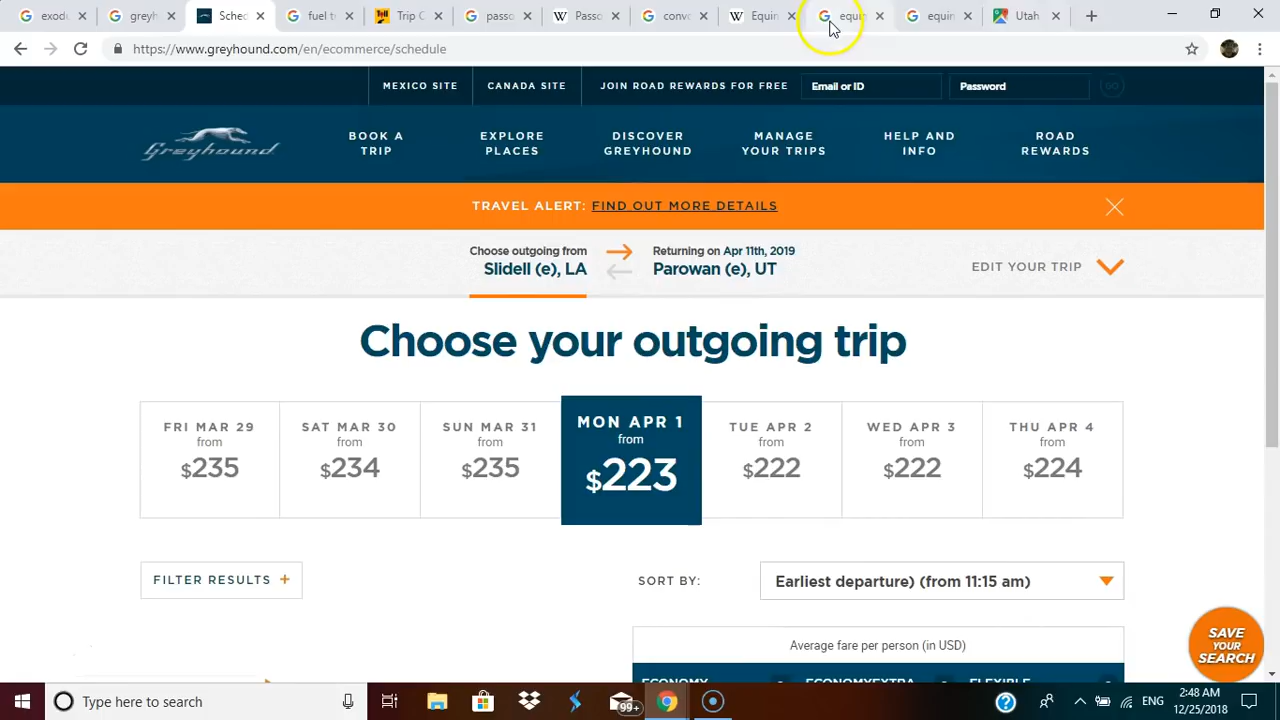 exodu
greyh
Sched
fuel t
Trip C
passo
Passo
convo
Equin
equi
equin
Utah
https://www.greyhound.com/en/ecommerce/schedule
MEXICO SITE
CANADA SITE
JOIN ROAD REWARDS FOR FREE
Email or ID
Password
GO
Greyhound
BOOK A
TRIP
EXPLORE
PLACES
DISCOVER
GREYHOUND
MANAGE
YOUR TRIPS
HELP AND
INFO
ROAD
REWARDS
TRAVEL ALERT: FIND OUT MORE DETAILS
Choose outgoing from
Slidell (e), LA
Returning on Apr 11th, 2019
Parowan (e), UT
EDIT YOUR TRIP
Choose your outgoing trip
FRI MAR 29
from
$235
SAT MAR 30
from
$234
SUN MAR 31
from
$235
MON APR 1
from
$223
TUE APR 2
from
$222
WED APR 3
from
$222
THU APR 4
from
$224
FILTER RESULTS +
SORT BY:
Earliest departure) (from 11:15 am)
Average fare per person (in USD)
ECONOMY
ECONOMYEXTRA
FLEXIBLE
SAVE
YOUR
SEARCH
Type here to search
99+
ENG
2:48 AM
12/25/2018